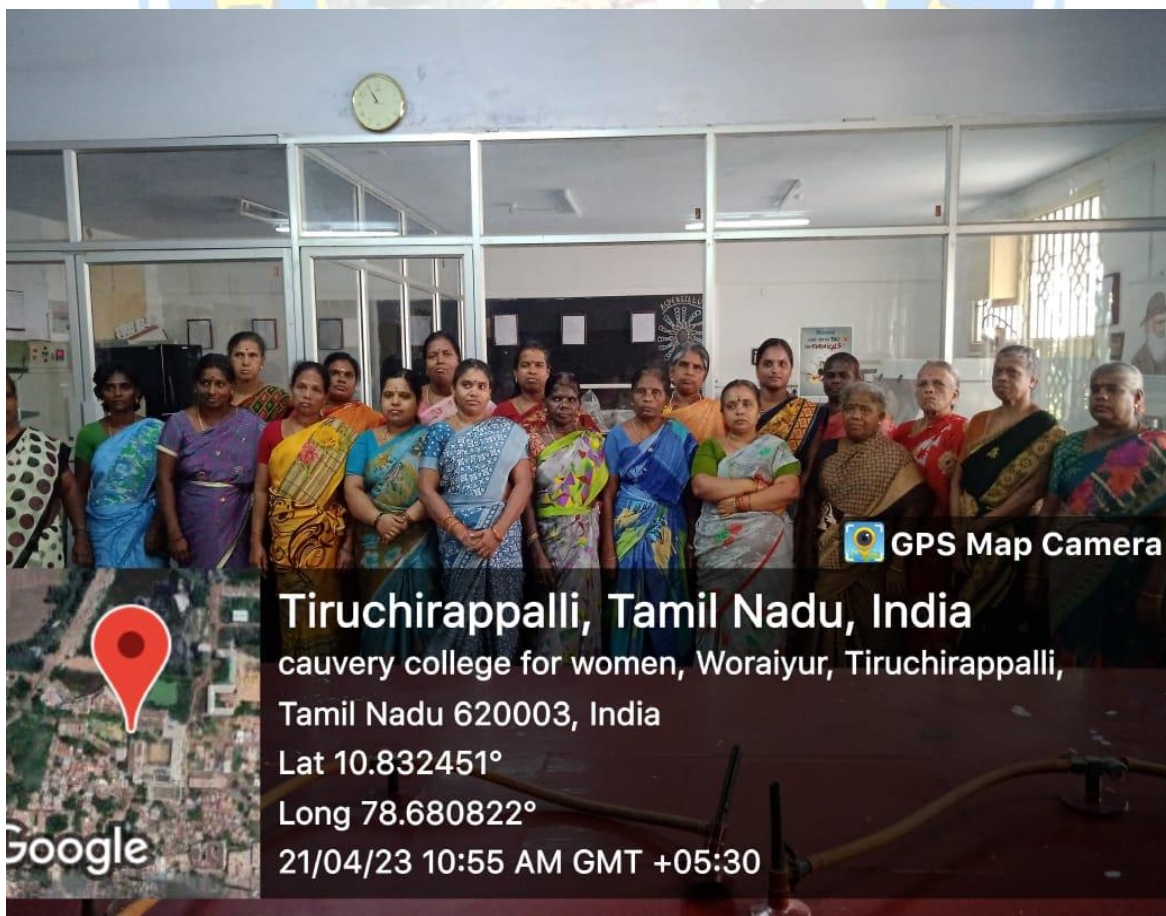 GPS Map Camera
Tiruchirappalli, Tamil Nadu, India
cauvery college for women, Woraiyur, Tiruchirappalli,
Tamil Nadu 620003, India
Lat 10.832451°
Long 78.680822°
21/04/23 10:55 AM GMT +05:30
Google